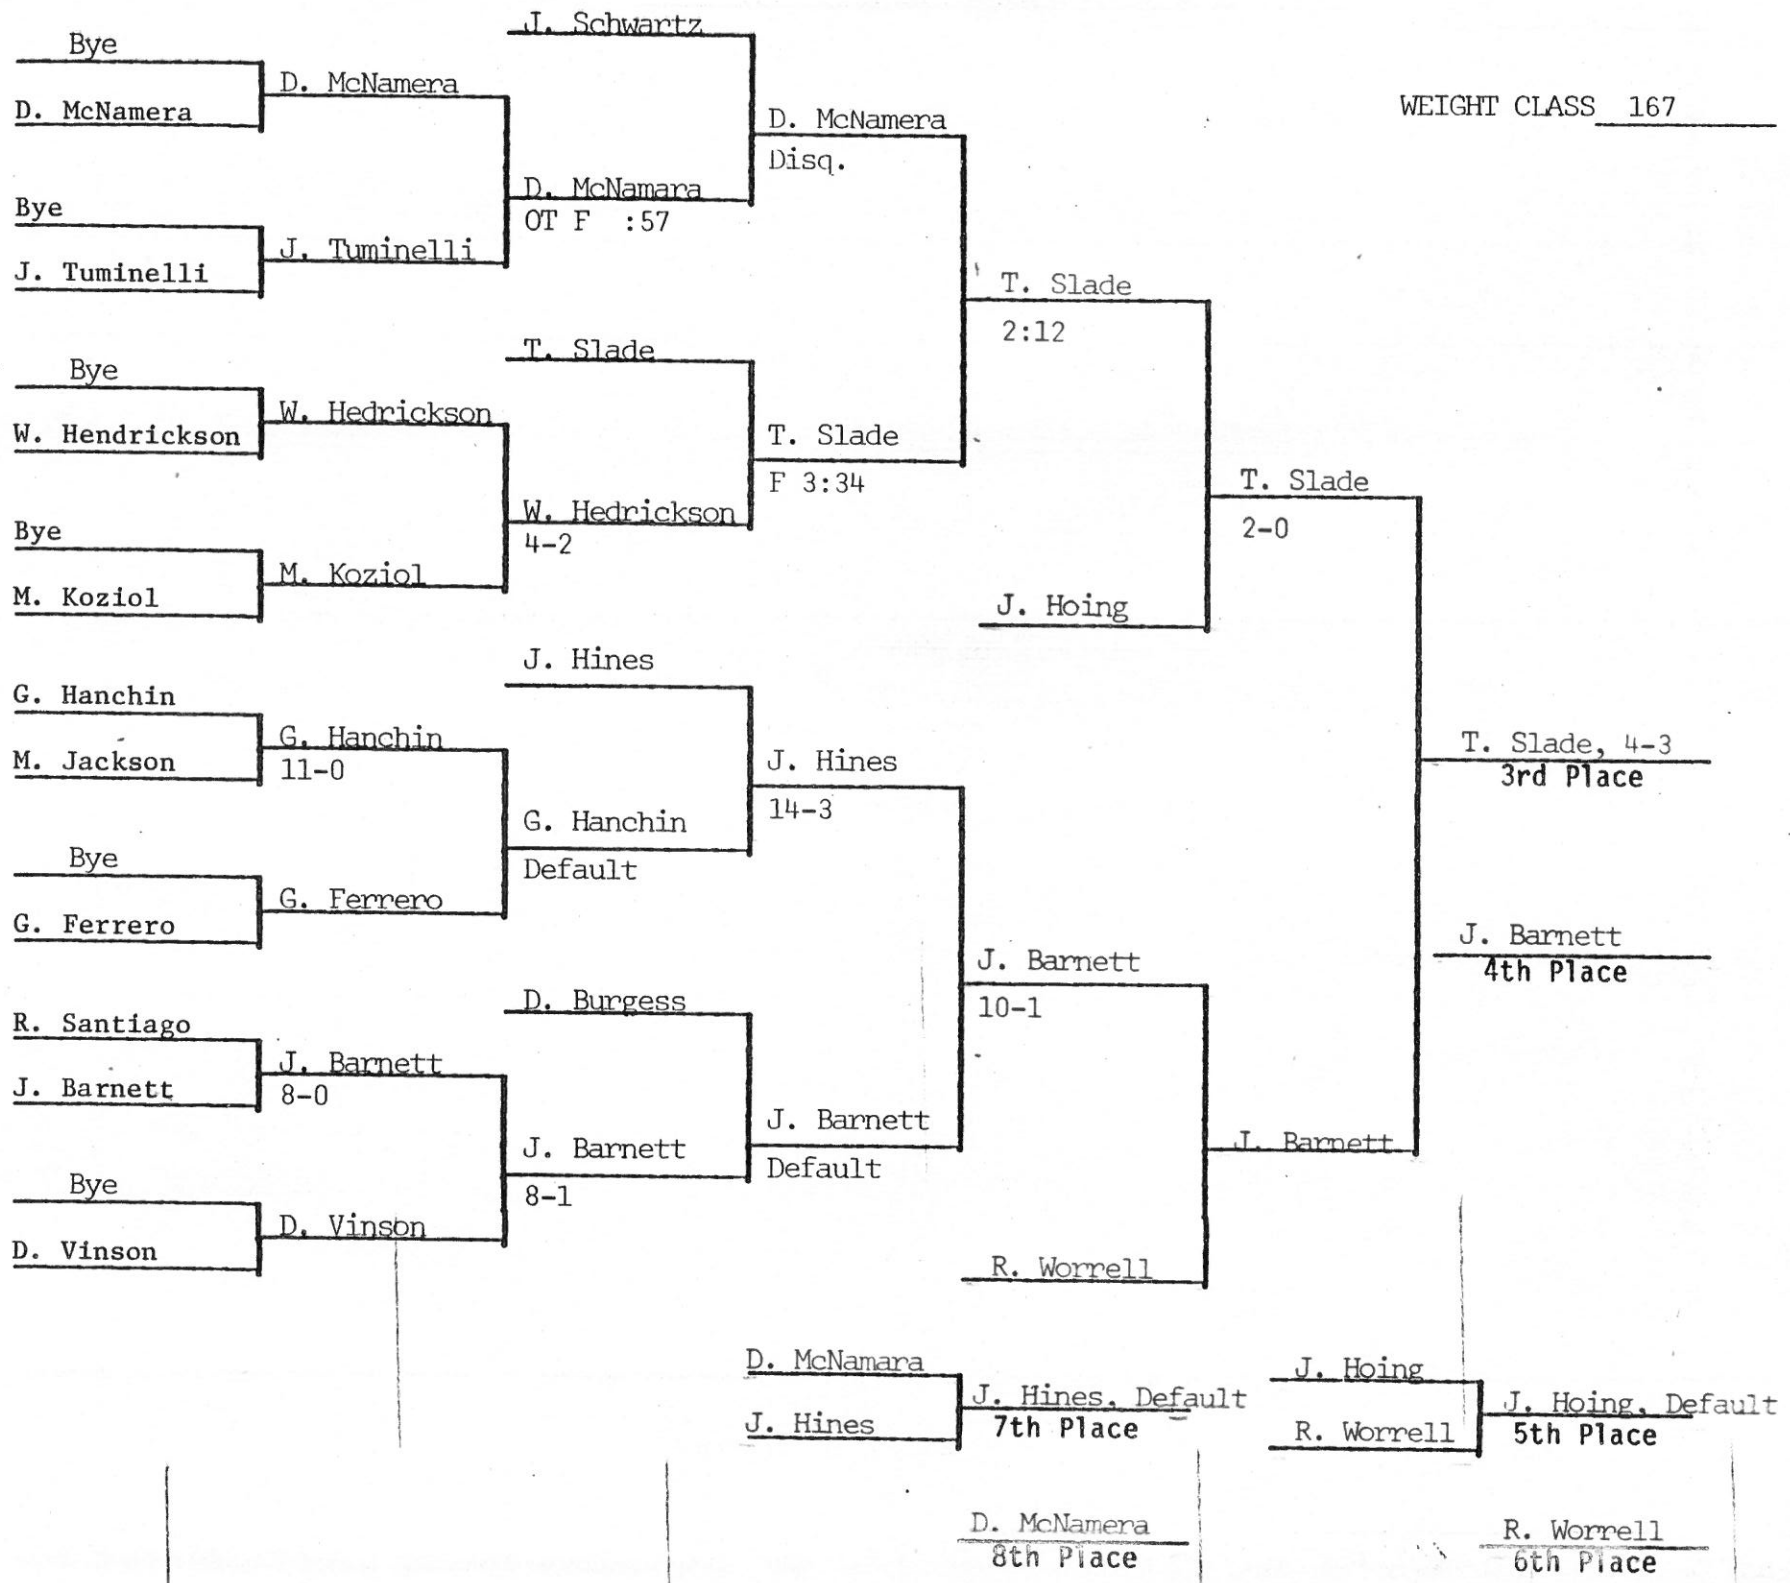 WEIGHT CLASS 167
Bye
D. McNamera
Bye
J. Tuminelli
Bye
W. Hendrickson
Bye
M. Koziol
G. Hanchin
M. Jackson
Bye
G. Ferrero
R. Santiago
J. Barnett
Bye
D. Vinson
D. McNamera
J. Tuminelli
W. Hedrickson
M. Koziol
G. Hanchin
11-0
G. Ferrero
J. Barnett
8-0
D. Vinson
J. Schwartz
D. McNamara
OT F :57
T. Slade
W. Hedrickson
4-2
J. Hines
G. Hanchin
Default
D. Burgess
J. Barnett
8-1
D. McNamera
Disq.
T. Slade
F 3:34
J. Hines
14-3
J. Barnett
Default
T. Slade
2:12
J. Hoing
J. Barnett
10-1
R. Worrell
T. Slade
2-0
J. Barnett
T. Slade, 4-3
3rd Place
J. Barnett
4th Place
D. McNamara
J. Hines
J. Hines, Default
7th Place
D. McNamera
8th Place
J. Hoing
R. Worrell
J. Hoing, Default
5th Place
R. Worrell
6th Place